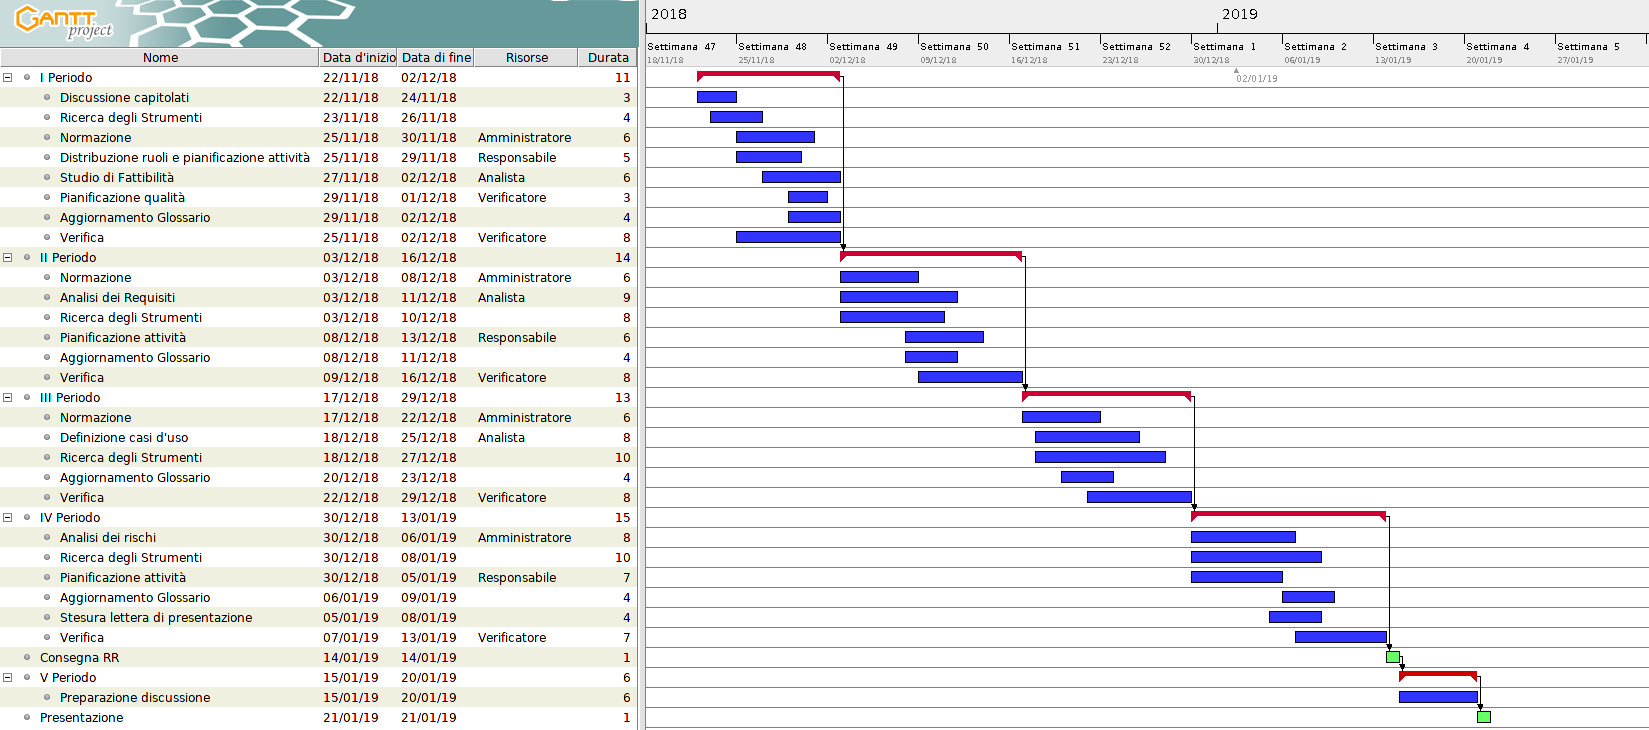 GANTT
project
2018 2019
Settimana 47 Settimana 48 Settimana 49 Settimana 50 Settimana 51 Settimana 52 Settimana 1 Settimana 2 Settimana 3 Settimana 4 Settimana 5
18/11/18 25/11/18 02/12/18 09/12/18 16/12/18 23/12/18 30/12/18 06/01/19 13/01/19 20/01/19 27/01/19
02/01/19
Nome Data d'inizio Data di fine Risorse Durata
I Periodo 22/11/18 02/12/18 11
Discussione capitolati 22/11/18 24/11/18 3
Ricerca degli Strumenti 23/11/18 26/11/18 4
Normazione 25/11/18 30/11/18 Amministratore 6
Distribuzione ruoli e pianificazione attività 25/11/18 29/11/18 Responsabile 5
Studio di Fattibilità 27/11/18 02/12/18 Analista 6
Pianificazione qualità 29/11/18 01/12/18 Verificatore 3
Aggiornamento Glossario 29/11/18 02/12/18 4
Verifica 25/11/18 02/12/18 Verificatore 8
II Periodo 03/12/18 16/12/18 14
Normazione 03/12/18 08/12/18 Amministratore 6
Analisi dei Requisiti 03/12/18 11/12/18 Analista 9
Ricerca degli Strumenti 03/12/18 10/12/18 8
Pianificazione attività 08/12/18 13/12/18 Responsabile 6
Aggiornamento Glossario 08/12/18 11/12/18 4
Verifica 09/12/18 16/12/18 Verificatore 8
III Periodo 17/12/18 29/12/18 13
Normazione 17/12/18 22/12/18 Amministratore 6
Definizione casi d'uso 18/12/18 25/12/18 Analista 8
Ricerca degli Strumenti 18/12/18 27/12/18 10
Aggiornamento Glossario 20/12/18 23/12/18 4
Verifica 22/12/18 29/12/18 Verificatore 8
IV Periodo 30/12/18 13/01/19 15
Analisi dei rischi 30/12/18 06/01/19 Amministratore 8
Ricerca degli Strumenti 30/12/18 08/01/19 10
Pianificazione attività 30/12/18 05/01/19 Responsabile 7
Aggiornamento Glossario 06/01/19 09/01/19 4
Stesura lettera di presentazione 05/01/19 08/01/19 4
Verifica 07/01/19 13/01/19 Verificatore 7
Consegna RR 14/01/19 14/01/19 1
V Periodo 15/01/19 20/01/19 6
Preparazione discussione 15/01/19 20/01/19 6
Presentazione 21/01/19 21/01/19 1